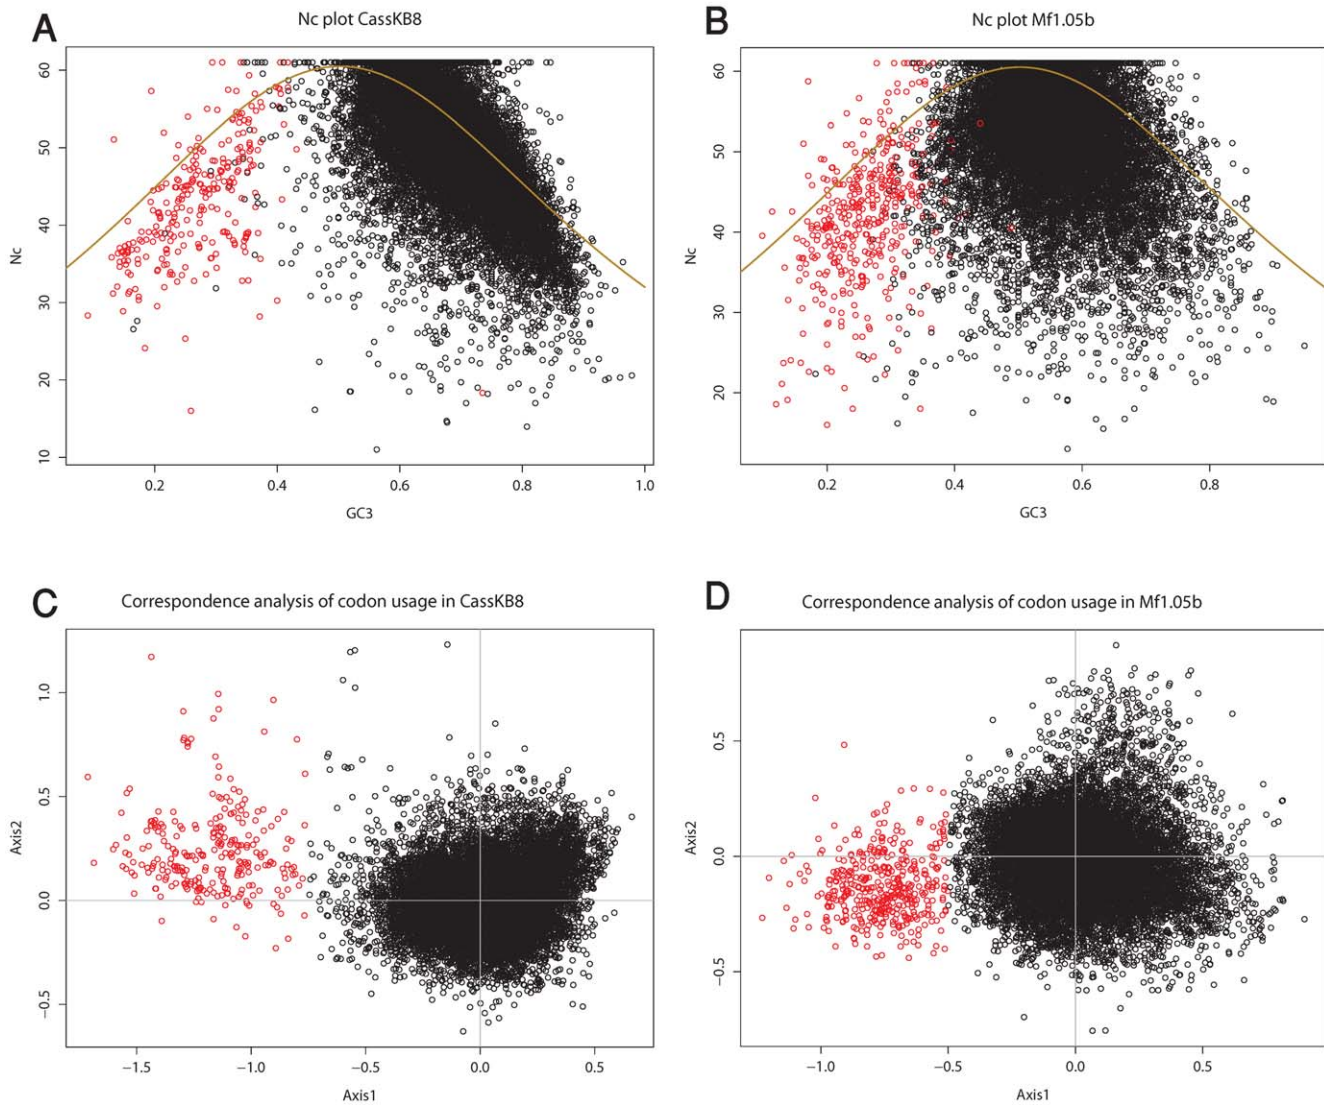 A
Nc plot CassKB8
60
50
40
30
20
10
Nc
0.2
0.4
0.6
0.8
1.0
GC3
B
Nc plot Mf1.05b
60
50
40
30
20
Nc
0.2
0.4
0.6
0.8
GC3
C
Correspondence analysis of codon usage in CassKB8
1.0
0.5
0.0
−0.5
Axis2
−1.5
−1.0
−0.5
0.0
0.5
Axis1
D
Correspondence analysis of codon usage in Mf1.05b
0.5
0.0
−0.5
Axis2
−1.0
−0.5
0.0
0.5
Axis1